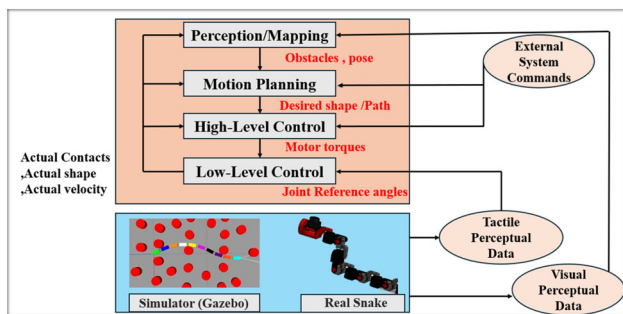 Perception/Mapping
Obstacles , pose
Motion Planning
Desired shape /Path
High-Level Control
Motor torques
Low-Level Control
Joint Reference angles
External
System
Commands
Actual Contacts
,Actual shape
,Actual velocity
Tactile
Perceptual
Data
Visual
Perceptual
Data
Simulator (Gazebo)
Real Snake